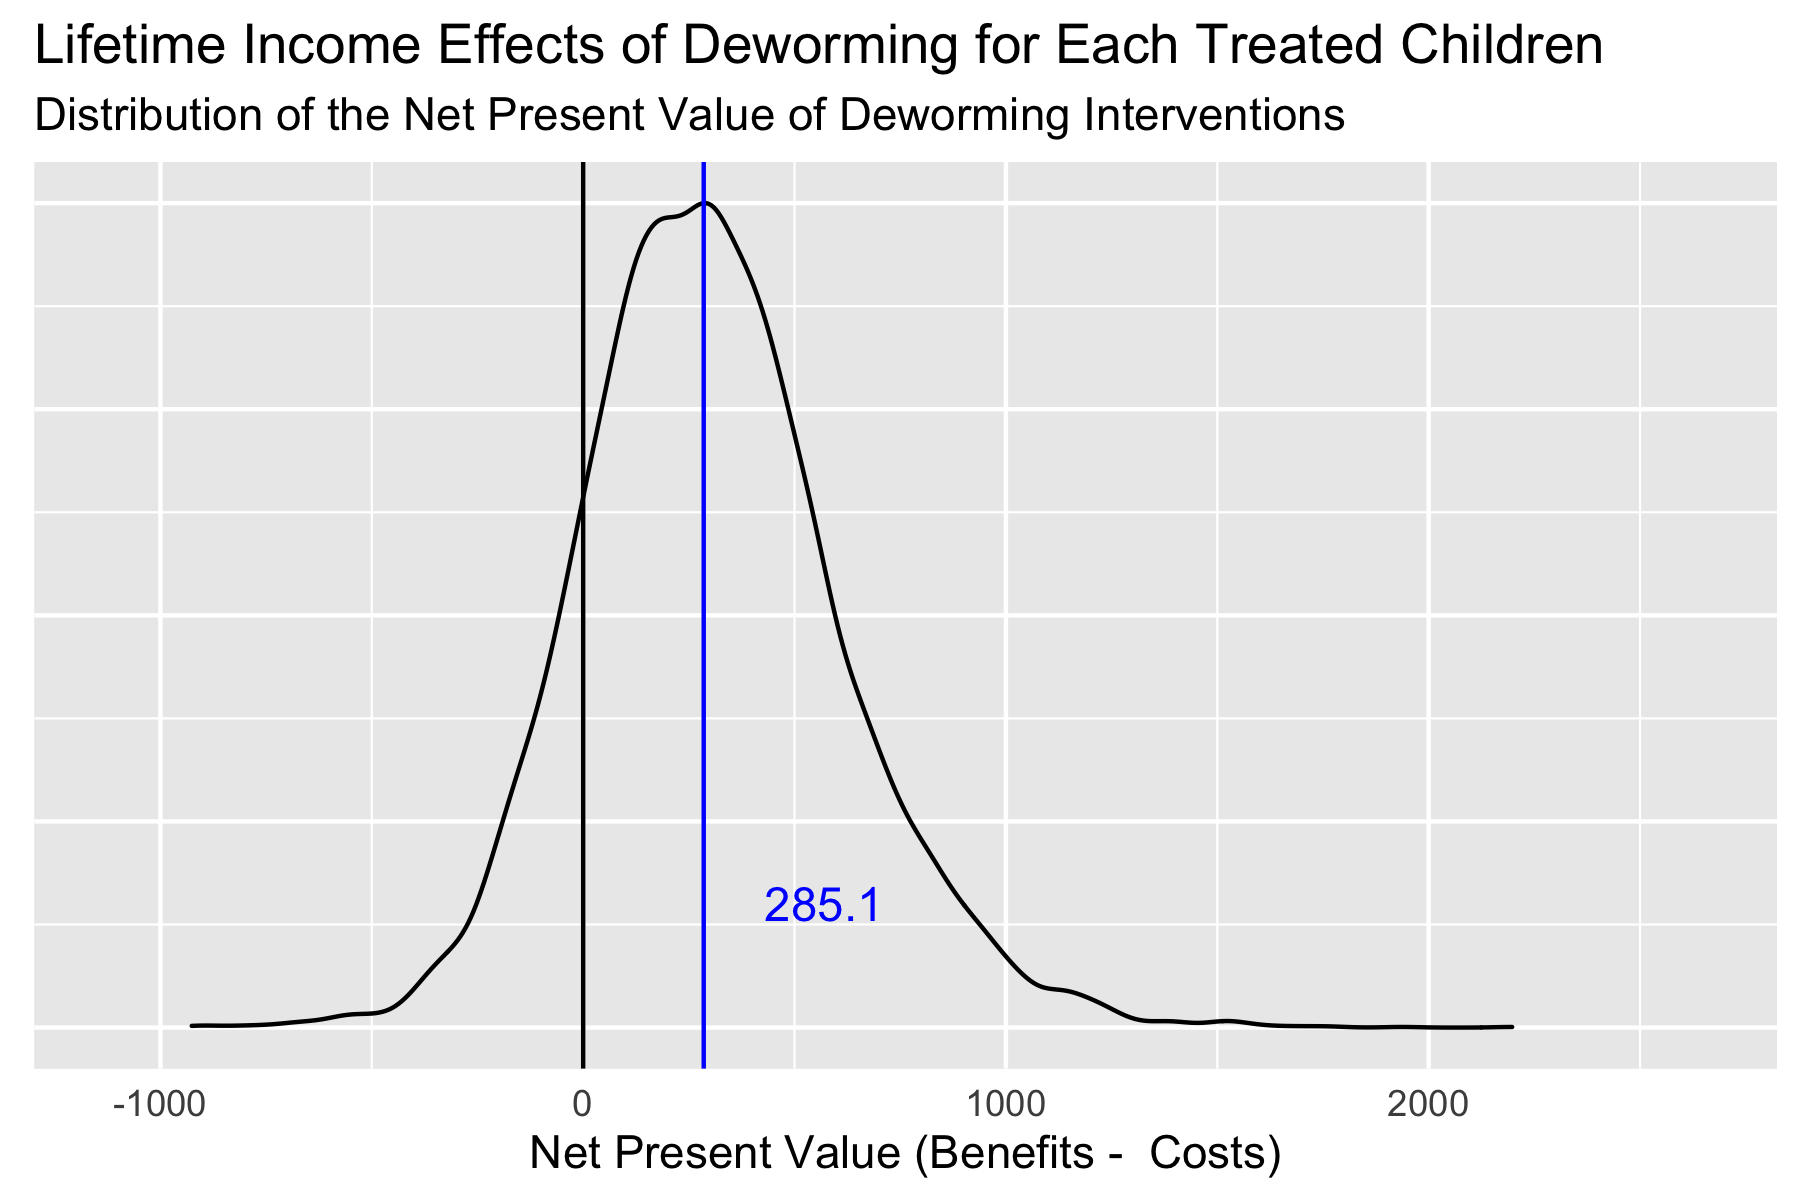 Lifetime Income Effects of Deworming for Each Treated Children
Distribution of the Net Present Value of Deworming Interventions
285.1
-1000 0 1000 2000
Net Present Value (Benefits -  Costs)